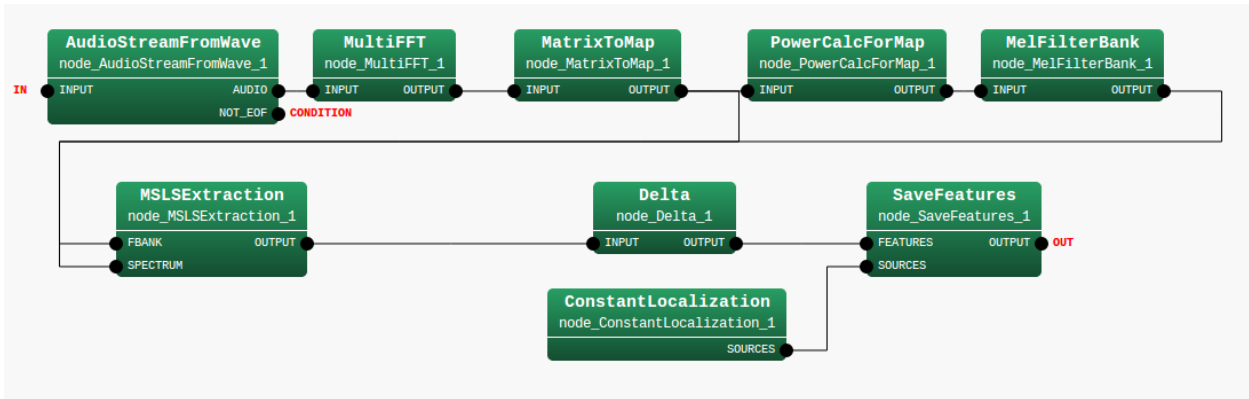 AudioStreamFromWave
node_AudioStreamFromWave_1
IN
INPUT
AUDIO
NOT_EOF
CONDITION
MultiFFT
node_MultiFFT_1
INPUT
OUTPUT
MatrixToMap
node_MatrixToMap_1
INPUT
OUTPUT
PowerCalcForMap
node_PowerCalcForMap_1
INPUT
OUTPUT
MelFilterBank
node_MelFilterBank_1
INPUT
OUTPUT
MSLSExtraction
node_MSLSExtraction_1
FBANK
OUTPUT
SPECTRUM
Delta
node_Delta_1
INPUT
OUTPUT
SaveFeatures
node_SaveFeatures_1
FEATURES
OUTPUT
OUT
SOURCES
ConstantLocalization
node_ConstantLocalization_1
SOURCES